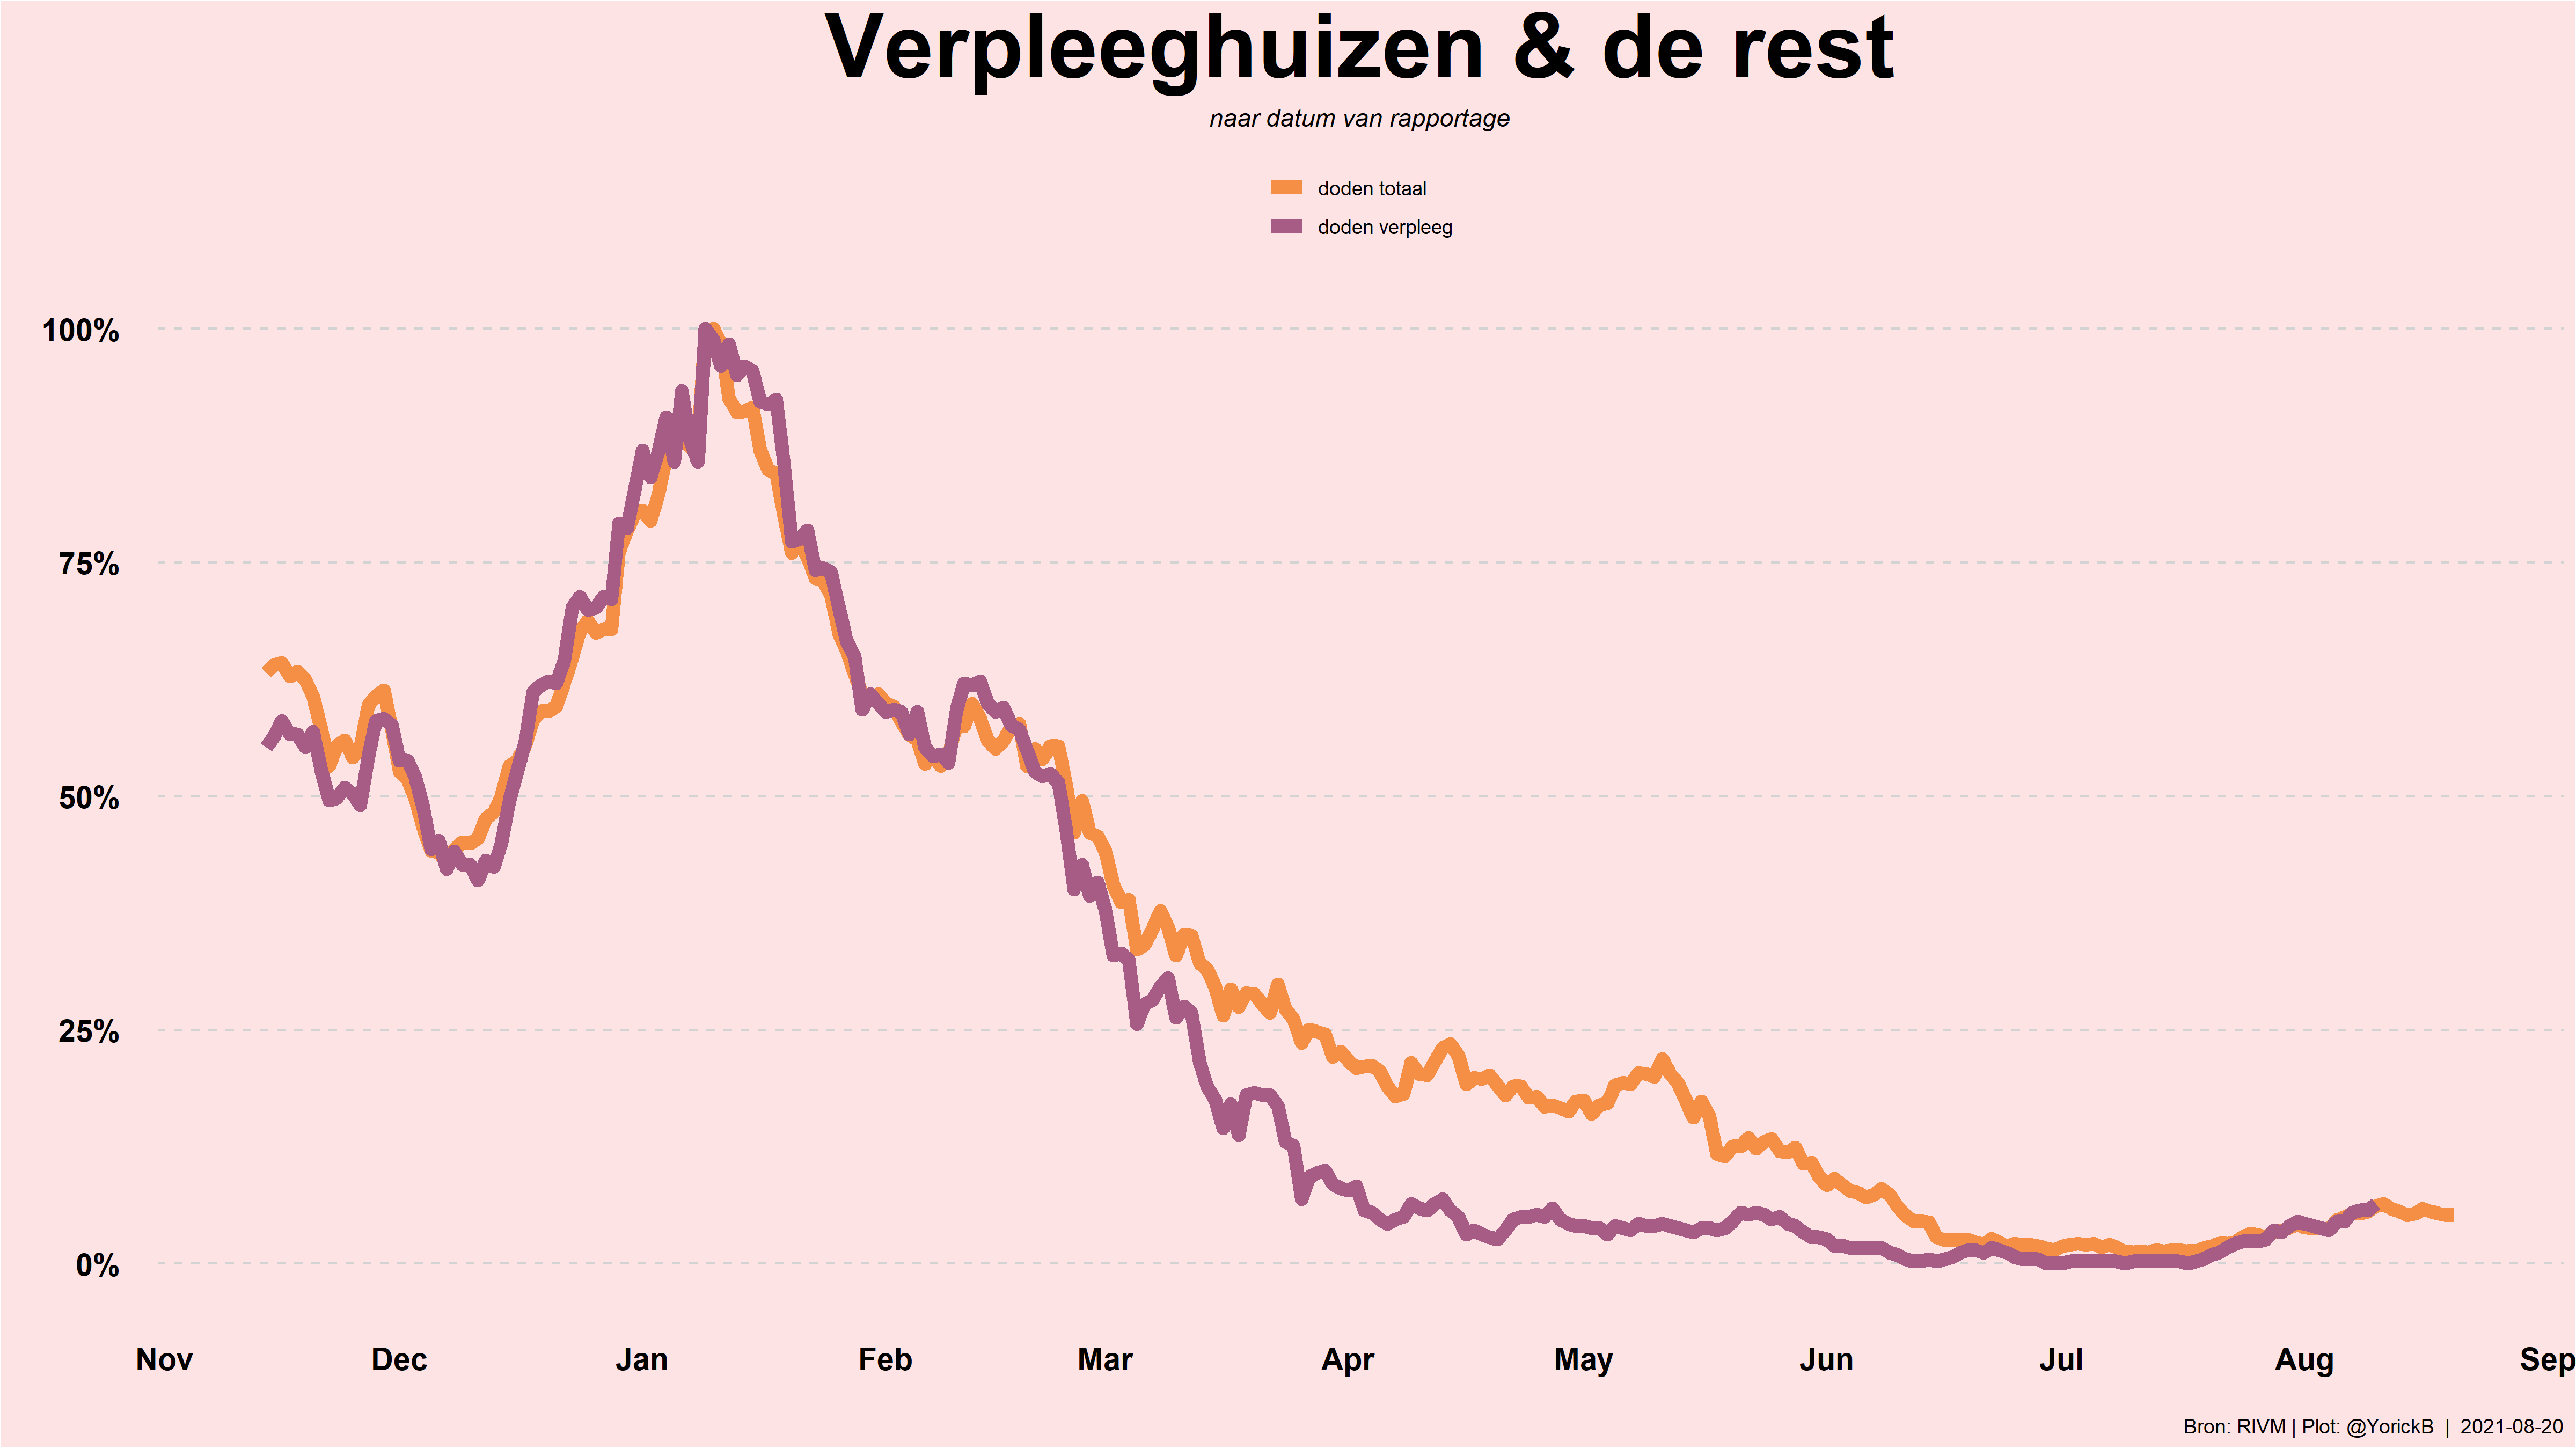 Verpleeghuizen & de rest
naar datum van rapportage
doden totaal
doden verpleeg
100%
75%
50%
25%
0%
Nov Dec Jan Feb Mar Apr May Jun Jul Aug Sep
Bron: RIVM | Plot: @YorickB | 2021-08-20